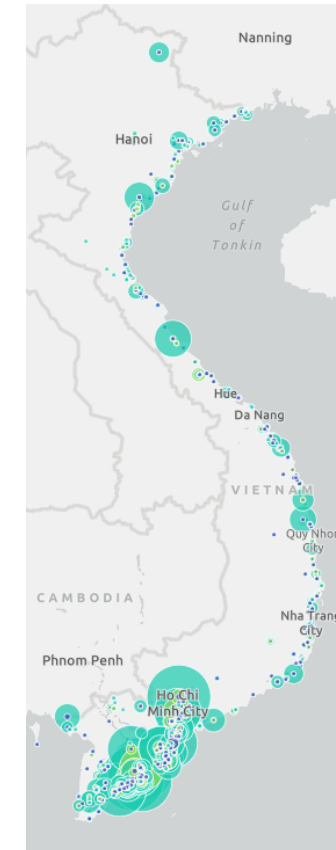 Nanning
Hanoi
Gulf
of
Tonkin
Hue
Da Nang
VIETNAM
Quy Nhon
City
CAMBODIA
Nha Trang
City
Phnom Penh
Ho Chi
Minh City